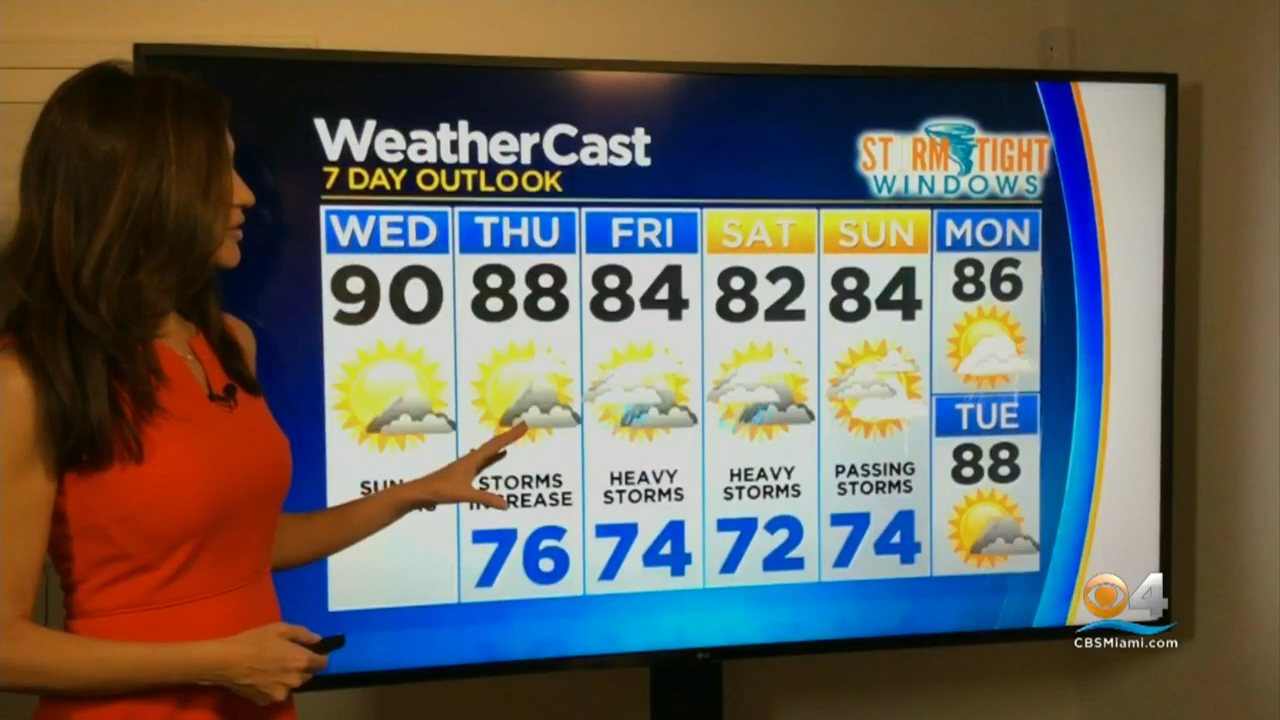 WeatherCast
7 DAY OUTLOOK
STORM TIGHT
WINDOWS
WED THU FRI SAT SUN MON
90 88 84 82 84 86
STORMS
INCREASE
HEAVY
STORMS
HEAVY
STORMS
PASSING
STORMS
76 74 72 74
TUE
88
4
CBSMiami.com